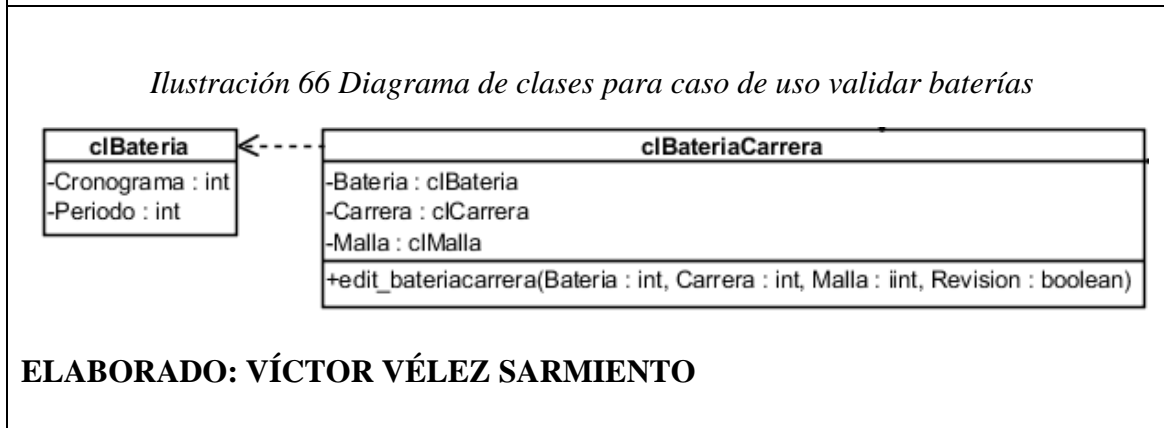 Ilustración 66 Diagrama de clases para caso de uso validar baterías
clBateria
-Cronograma : int
-Periodo : int
clBateriaCarrera
-Bateria : clBateria
-Carrera : clCarrera
-Malla : clMalla
+edit_bateriacarrera(Bateria : int, Carrera : int, Malla : iint, Revision : boolean)
ELABORADO: VÍCTOR VÉLEZ SARMIENTO